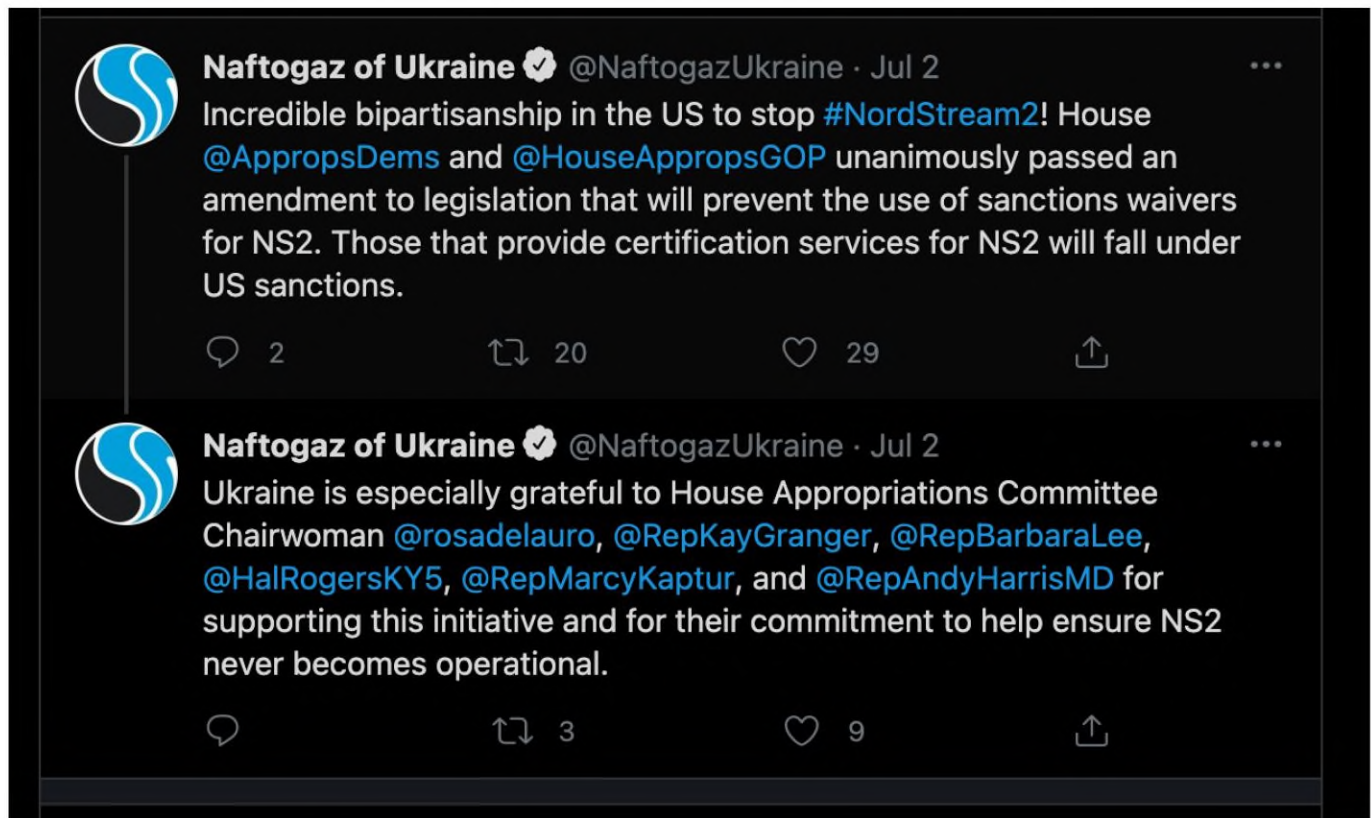 Naftogaz of Ukraine @NaftogazUkraine · Jul 2
Incredible bipartisanship in the US to stop #NordStream2! House
@AppropsDems and @HouseAppropsGOP unanimously passed an
amendment to legislation that will prevent the use of sanctions waivers
for NS2. Those that provide certification services for NS2 will fall under
US sanctions.
2 20 29
Naftogaz of Ukraine @NaftogazUkraine · Jul 2
Ukraine is especially grateful to House Appropriations Committee
Chairwoman @rosadelauro, @RepKayGranger, @RepBarbaraLee,
@HalRogersKY5, @RepMarcyKaptur, and @RepAndyHarrisMD for
supporting this initiative and for their commitment to help ensure NS2
never becomes operational.
3 9